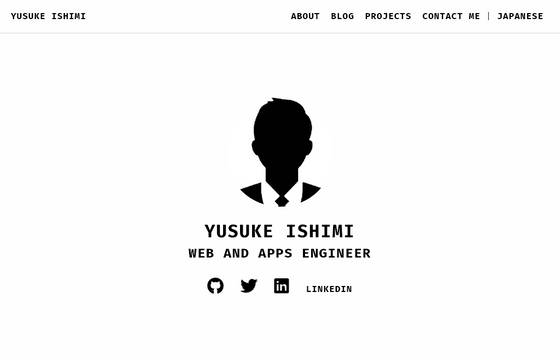 YUSUKE ISHIMI
ABOUT BLOG PROJECTS CONTACT ME | JAPANESE
YUSUKE ISHIMI
WEB AND APPS ENGINEER
LINKEDIN